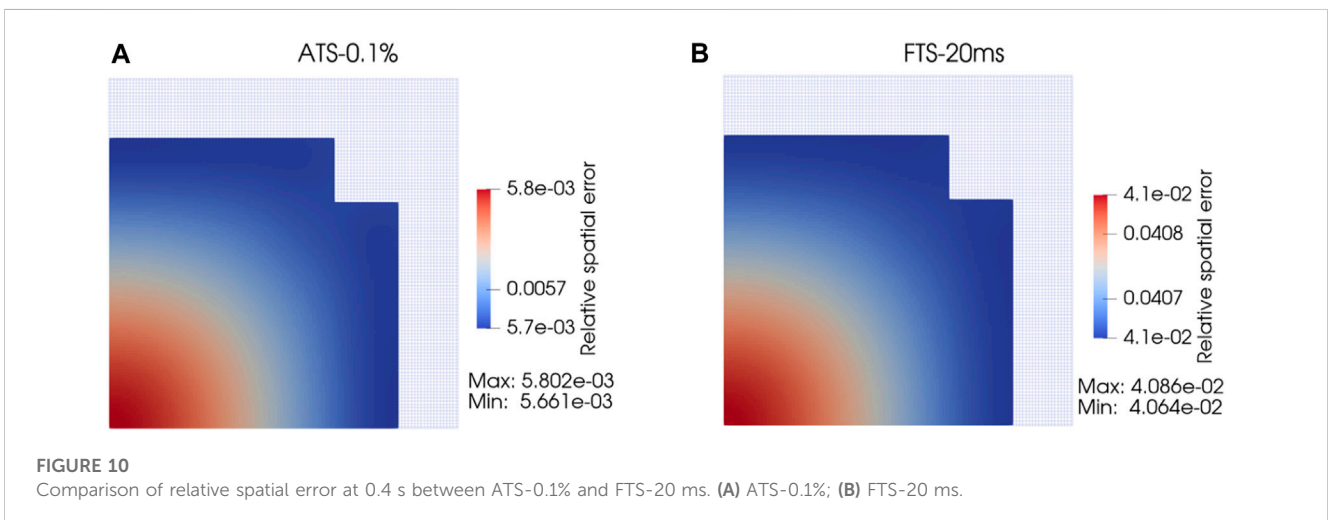 A
ATS-0.1%
5.8e-03
0.0057
5.7e-03
Relative spatial error
Max: 5.802e-03
Min: 5.661e-03
B
FTS-20ms
4.1e-02
0.0408
0.0407
4.1e-02
Relative spatial error
Max: 4.086e-02
Min: 4.064e-02
FIGURE 10
Comparison of relative spatial error at 0.4 s between ATS-0.1% and FTS-20 ms. (A) ATS-0.1%; (B) FTS-20 ms.